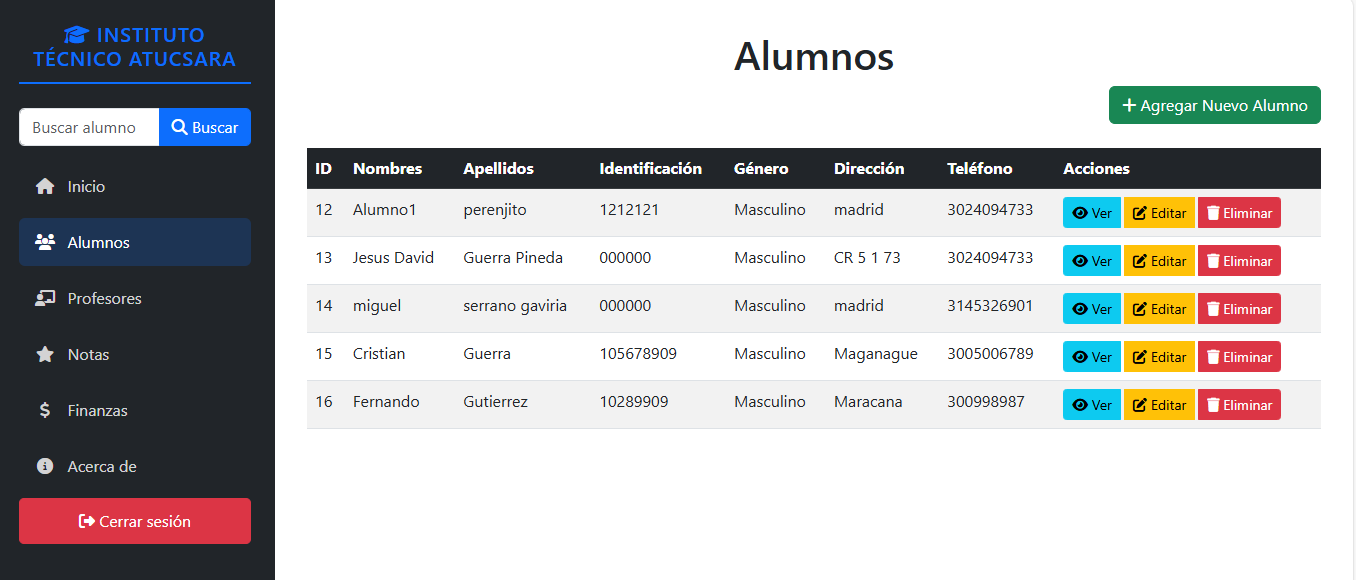 INSTITUTO
TÉCNICO ATUCSARA
Buscar alumno Buscar
Inicio
Alumnos
Profesores
Notas
Finanzas
Acerca de
Cerrar sesión
Alumnos
Agregar Nuevo Alumno
ID Nombres Apellidos Identificación Género Dirección Teléfono Acciones
12 Alumno1 perenjito 1212121 Masculino madrid 3024094733 Ver Editar Eliminar
13 Jesus David Guerra Pineda 000000 Masculino CR 5 1 73 3024094733 Ver Editar Eliminar
14 miguel serrano gaviria 000000 Masculino madrid 3145326901 Ver Editar Eliminar
15 Cristian Guerra 105678909 Masculino Maganague 3005006789 Ver Editar Eliminar
16 Fernando Gutierrez 10289909 Masculino Maracana 300998987 Ver Editar Eliminar